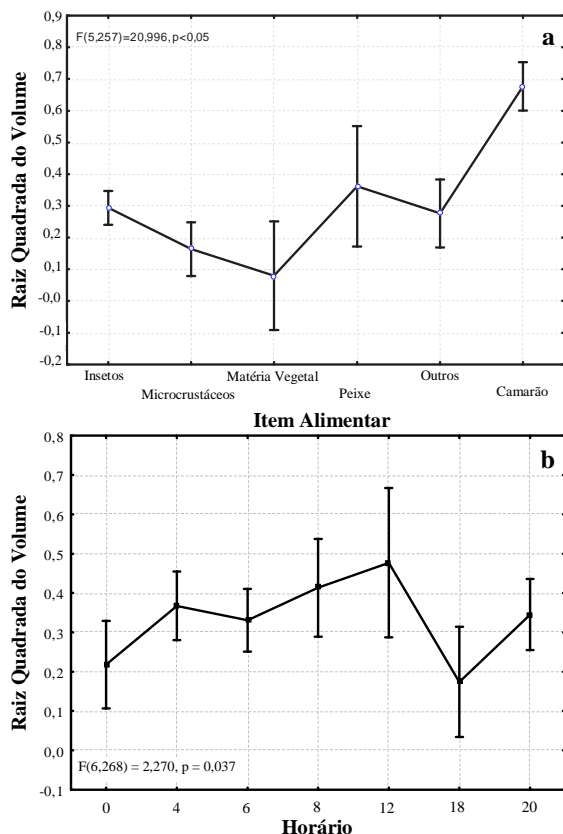 0,9
0,8
0,7
0,6
0,5
0,4
0,3
0,2
0,1
-0,0
-0,1
-0,2
Raiz Quadrada do Volume
F(5,257)=20,996, p<0,05
a
Insetos
Microcrustáceos
Matéria Vegetal
Peixe
Outros
Camarão
Item Alimentar
0,8
0,7
0,6
0,5
0,4
0,3
0,2
0,1
0,0
-0,1
Raiz Quadrada do Volume
b
F(6,268) = 2,270, p = 0,037
0 4 6 8 12 18 20
Horário